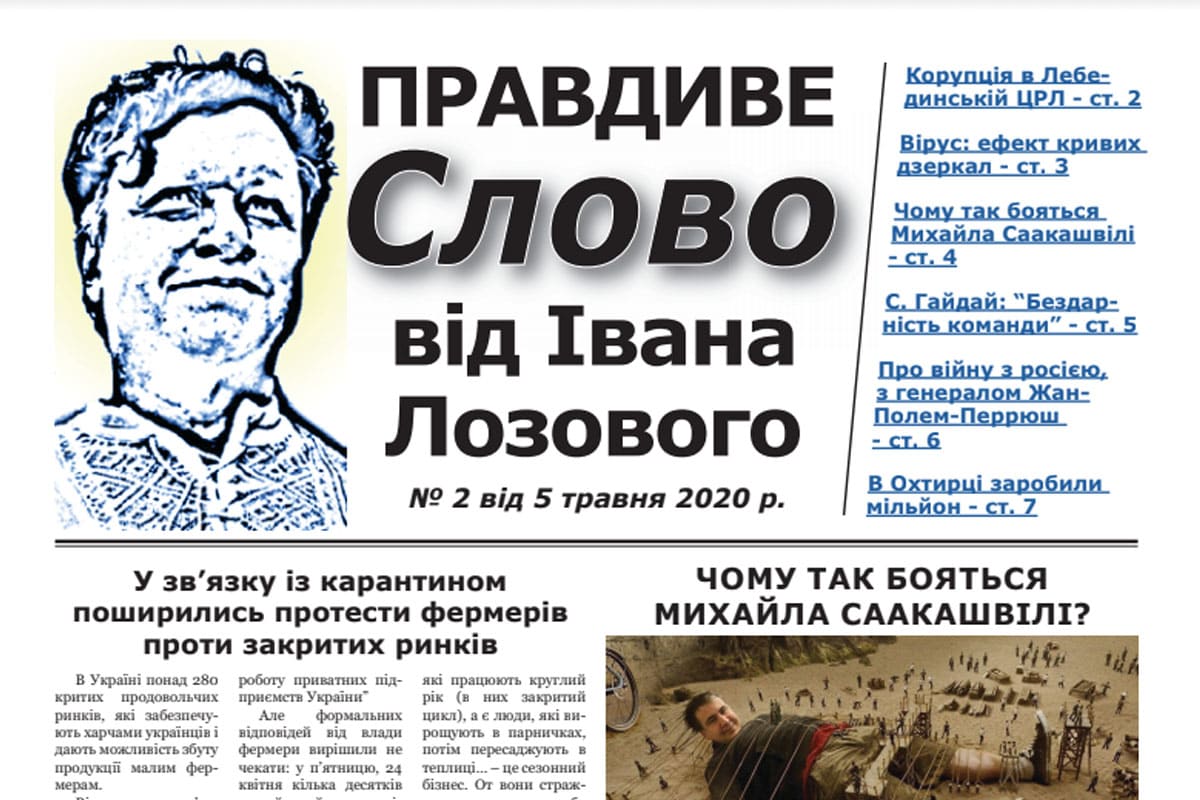 ПРАВДИВЕ
Слово
від Івана
Лозового
№ 2 від 5 травня 2020 р.
Корупція в Лебе-
динській ЦРЛ - ст. 2
Вірус: ефект кривих
дзеркал - ст. 3
Чому так бояться
Михайла Саакашвілі
- ст. 4
С. Гайдай: “Бездар-
ність команди” - ст. 5
Про війну з росією,
з генералом Жан-
Полем-Перрюш
- ст. 6
В Охтирці заробили
мільйон - ст. 7
У зв’язку із карантином
поширились протести фермерів
проти закритих ринків
В Україні понад 280
критих продовольчих
ринків, які забезпечу-
ють харчами українців і
дають можливість збуту
продукції малим фер-
мерам.
роботу приватних під-
приємств України”
Але формальних
відповідей від влади
фермери вирішили не
чекати: у п’ятницю, 24
квітня кілька десятків
які працюють круглий
рік (в них закритий
цикл), а є люди, які ви-
рощують в парничках,
потім пересаджують в
теплиці... – це сезонний
бізнес. От вони страж-
ЧОМУ ТАК БОЯТЬСЯ
МИХАЙЛА СААКАШВІЛІ?